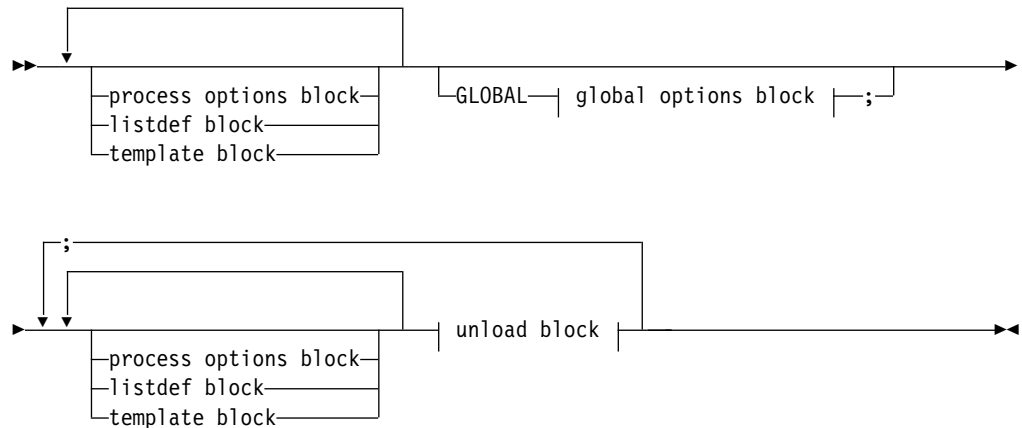 process options block
GLOBAL global options block ;
listdef block
template block
;
unload block
process options block
listdef block
template block